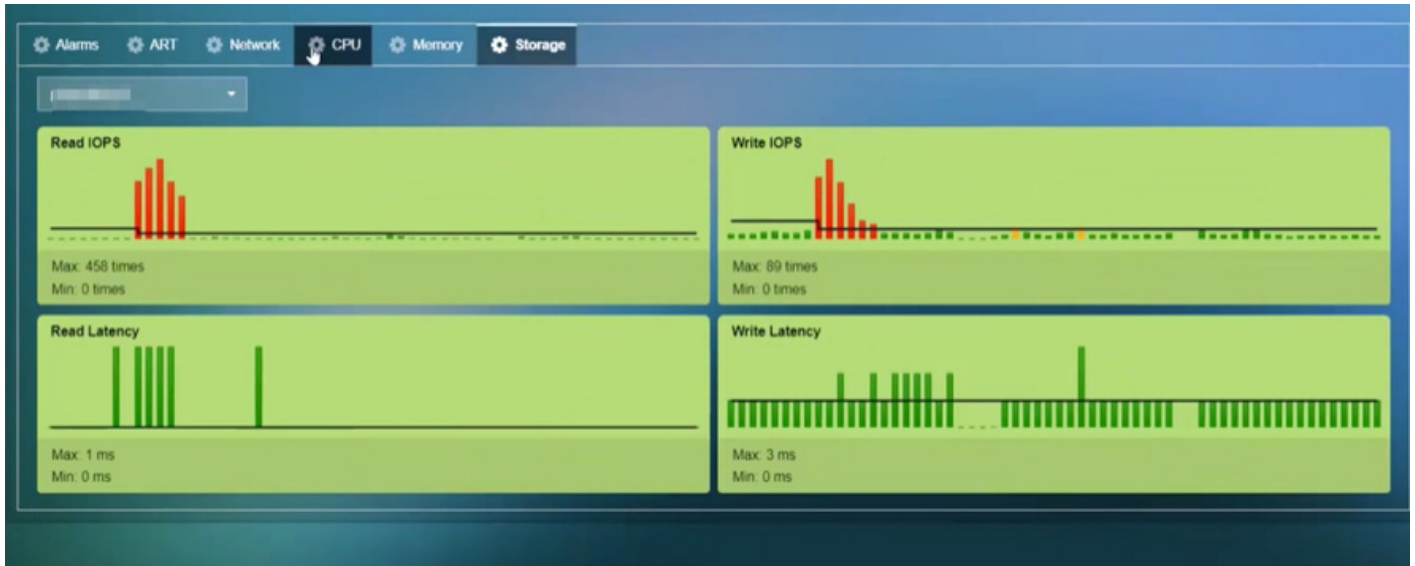 Alarms ART Network CPU Memory Storage
Read IOPS
Max: 458 times
Min: 0 times
Write IOPS
Max: 89 times
Min: 0 times
Read Latency
Max: 1 ms
Min: 0 ms
Write Latency
Max: 3 ms
Min: 0 ms